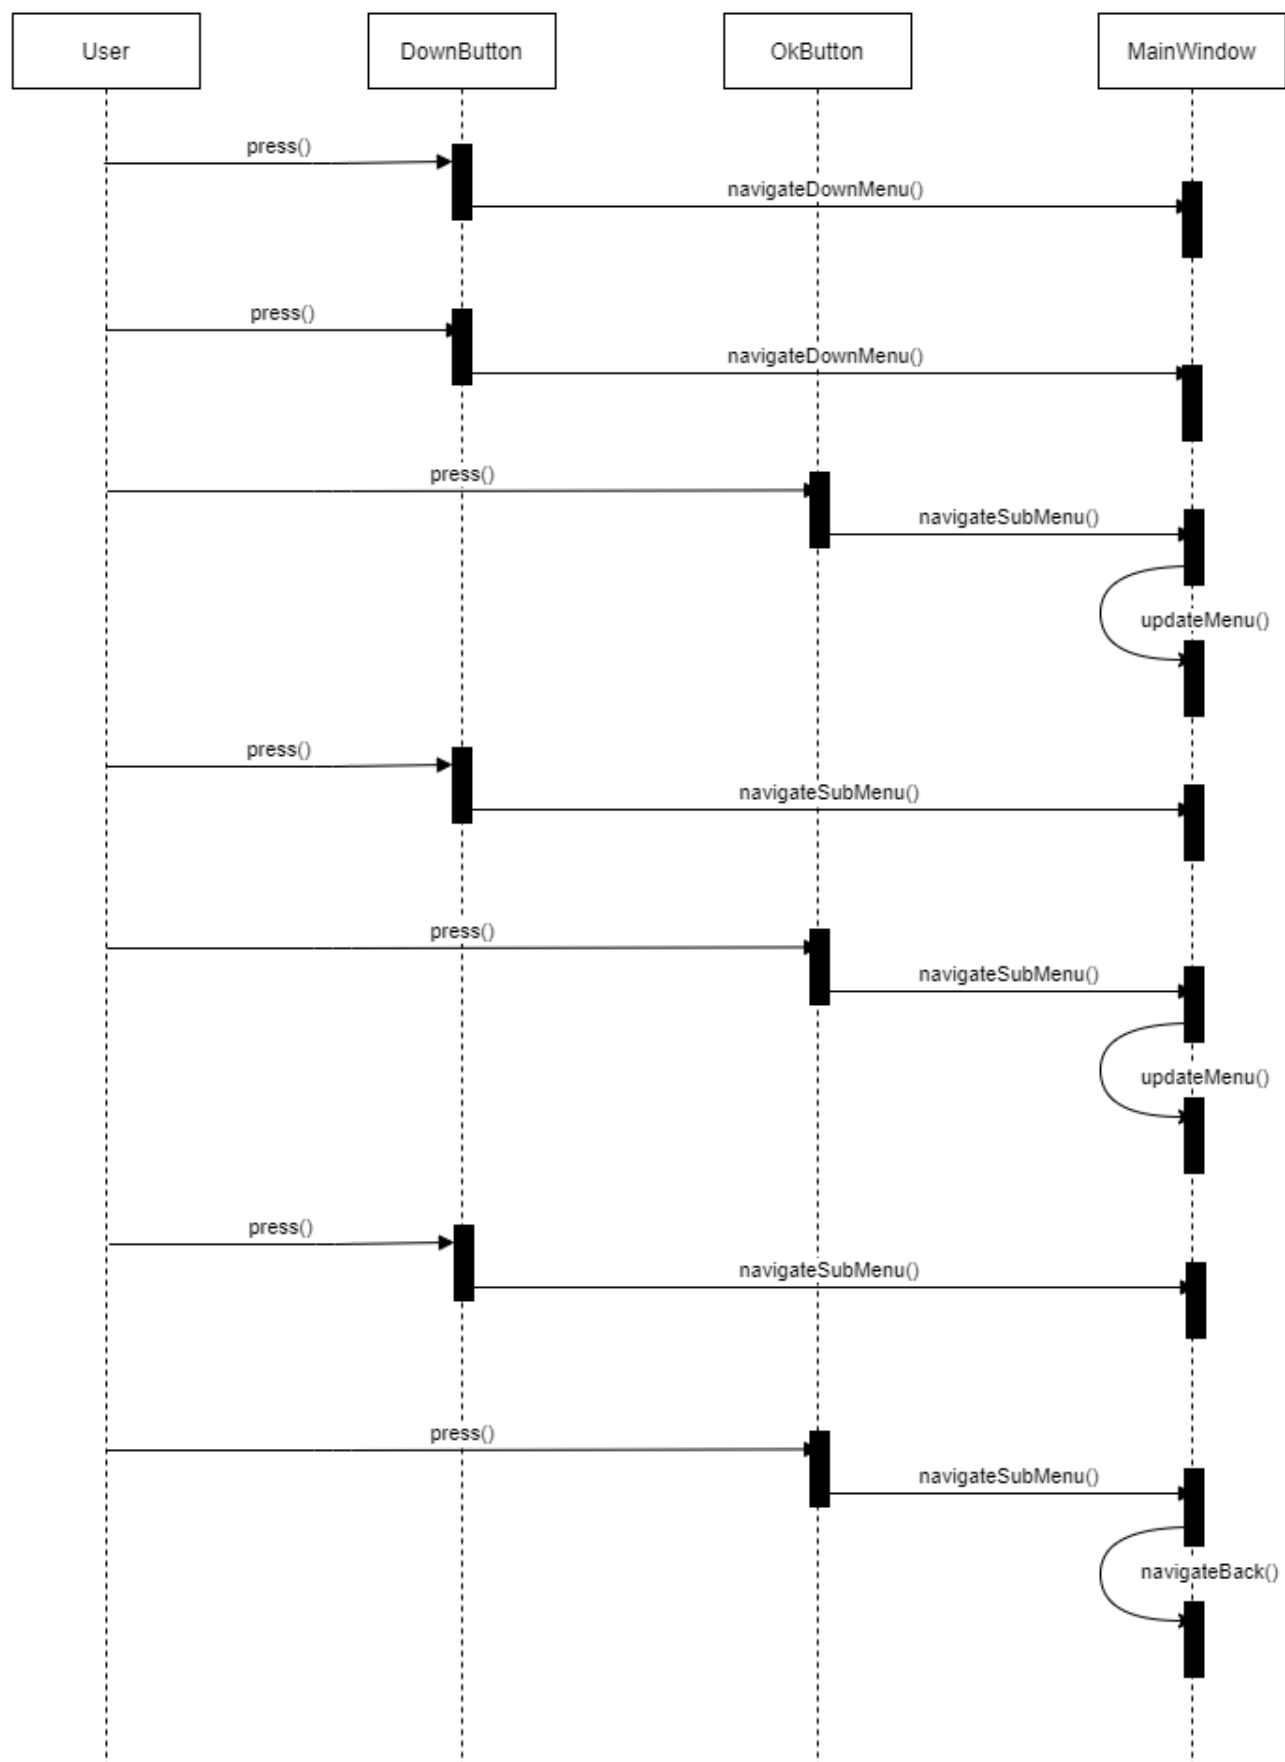 User
DownButton
OkButton
MainWindow
press()
navigateDownMenu()
press()
navigateDownMenu()
press()
navigateSubMenu()
updateMenu()
press()
navigateSubMenu()
press()
navigateSubMenu()
updateMenu()
press()
navigateSubMenu()
press()
navigateSubMenu()
navigateBack()